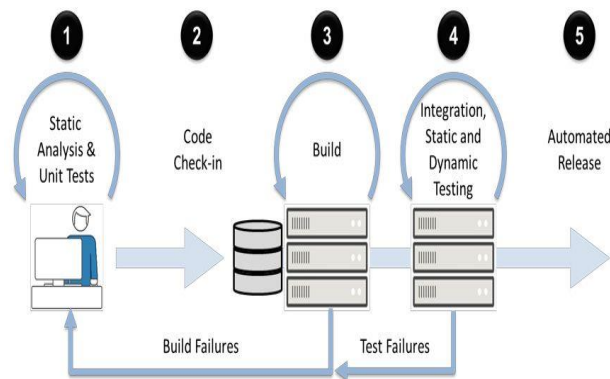 1
2
3
4
5
Static
Analysis &
Unit Tests
Code
Check-in
Build
Integration,
Static and
Dynamic
Testing
Automated
Release
Build Failures
Test Failures